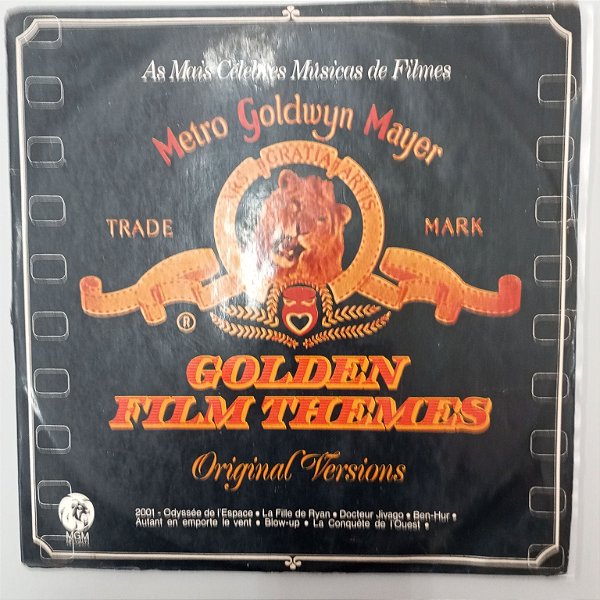 As Mais Célebres Músicas de Filmes
Metro Goldwyn Mayer
ARS GRATIA ARTIS
TRADE MARK
®
GOLDEN
FILM THEMES
Original Versions
2001 - Odyssée de l'Espace • La Fille de Ryan • Docteur Jivago • Ben-Hur •
Autant en emporte le vent • Blow-up • La Conquête de l'Ouest •
MGM